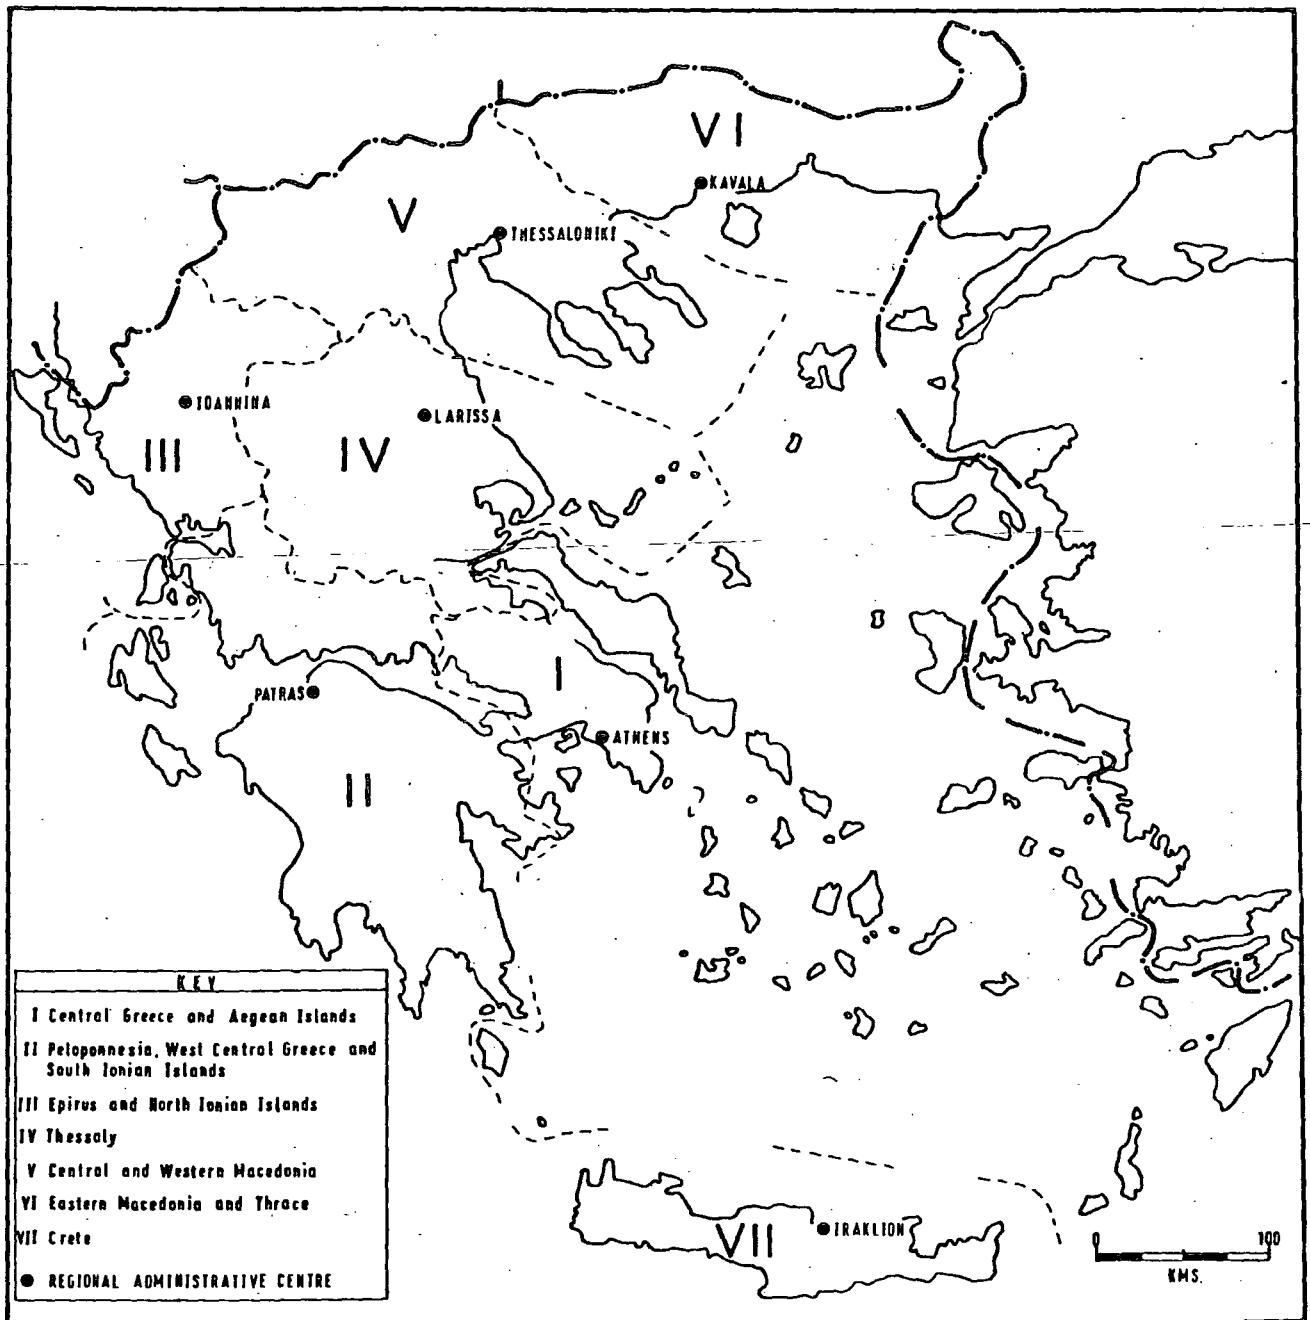 VI
KAVALA
V
THESSALONIKI
IOANNINA
LARISSA
III
IV
I
PATRAS
ATHENS
II
KEY
I Central Greece and Aegean Islands
II Peloponnesia, West Central Greece and
South Ionian Islands
III Epirus and North Ionian Islands
IV Thessaly
V Central and Western Macedonia
VI Eastern Macedonia and Thrace
VII Crete
REGIONAL ADMINISTRATIVE CENTRE
VII
IRAKLION
0 100
KMS.